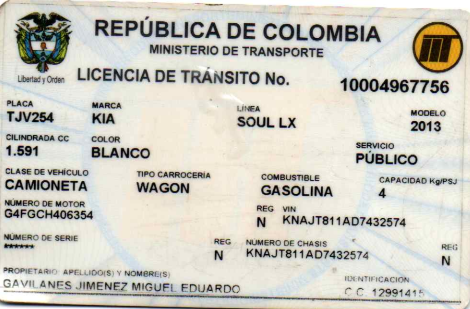 REPÚBLICA DE COLOMBIA
MINISTERIO DE TRANSPORTE
Libertad y Orden
LICENCIA DE TRÁNSITO No. 10004967756
PLACA MARCA LÍNEA MODELO
TJV254 KIA SOUL LX 2013
CILINDRADA CC COLOR SERVICIO
1.591 BLANCO PÚBLICO
CLASE DE VEHÍCULO TIPO CARROCERÍA COMBUSTIBLE CAPACIDAD Kg/PSJ
CAMIONETA WAGON GASOLINA 4
NÚMERO DE MOTOR REG VIN
G4FGCH406354 N KNAJT811AD7432574
NÚMERO DE SERIE REG NÚMERO DE CHASIS REG
****** N KNAJT811AD7432574 N
PROPIETARIO: APELLIDO(S) Y NOMBRE(S) IDENTIFICACIÓN
GAVILANES JIMENEZ MIGUEL EDUARDO C.C. 12991415